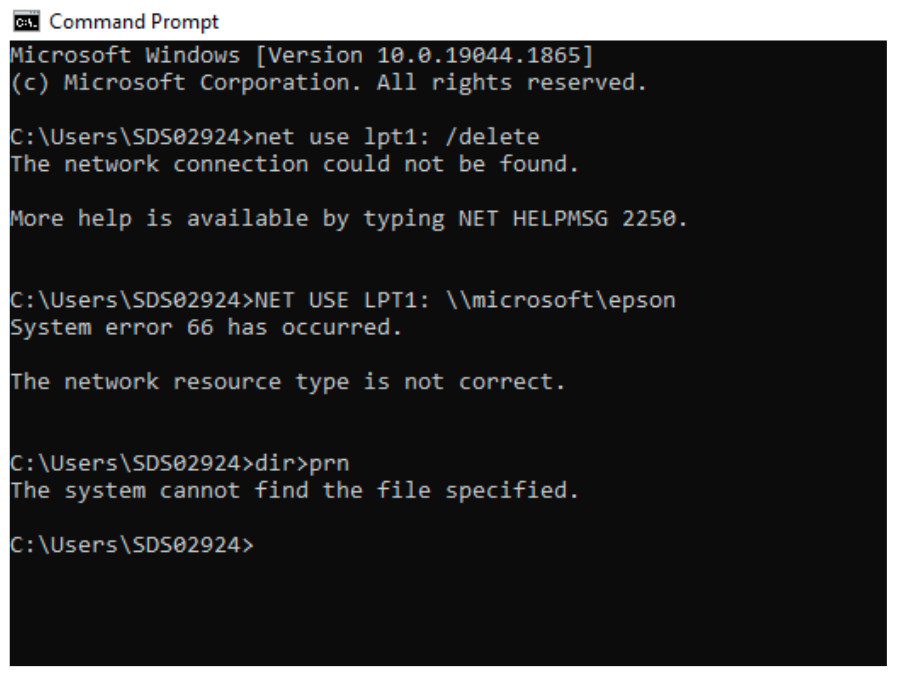 Command Prompt
Microsoft Windows [Version 10.0.19044.1865]
(c) Microsoft Corporation. All rights reserved.
C:\Users\SDS02924>net use lpt1: /delete
The network connection could not be found.
More help is available by typing NET HELPMSG 2250.
C:\Users\SDS02924>NET USE LPT1: \\microsoft\epson
System error 66 has occurred.
The network resource type is not correct.
C:\Users\SDS02924>dir>prn
The system cannot find the file specified.
C:\Users\SDS02924>